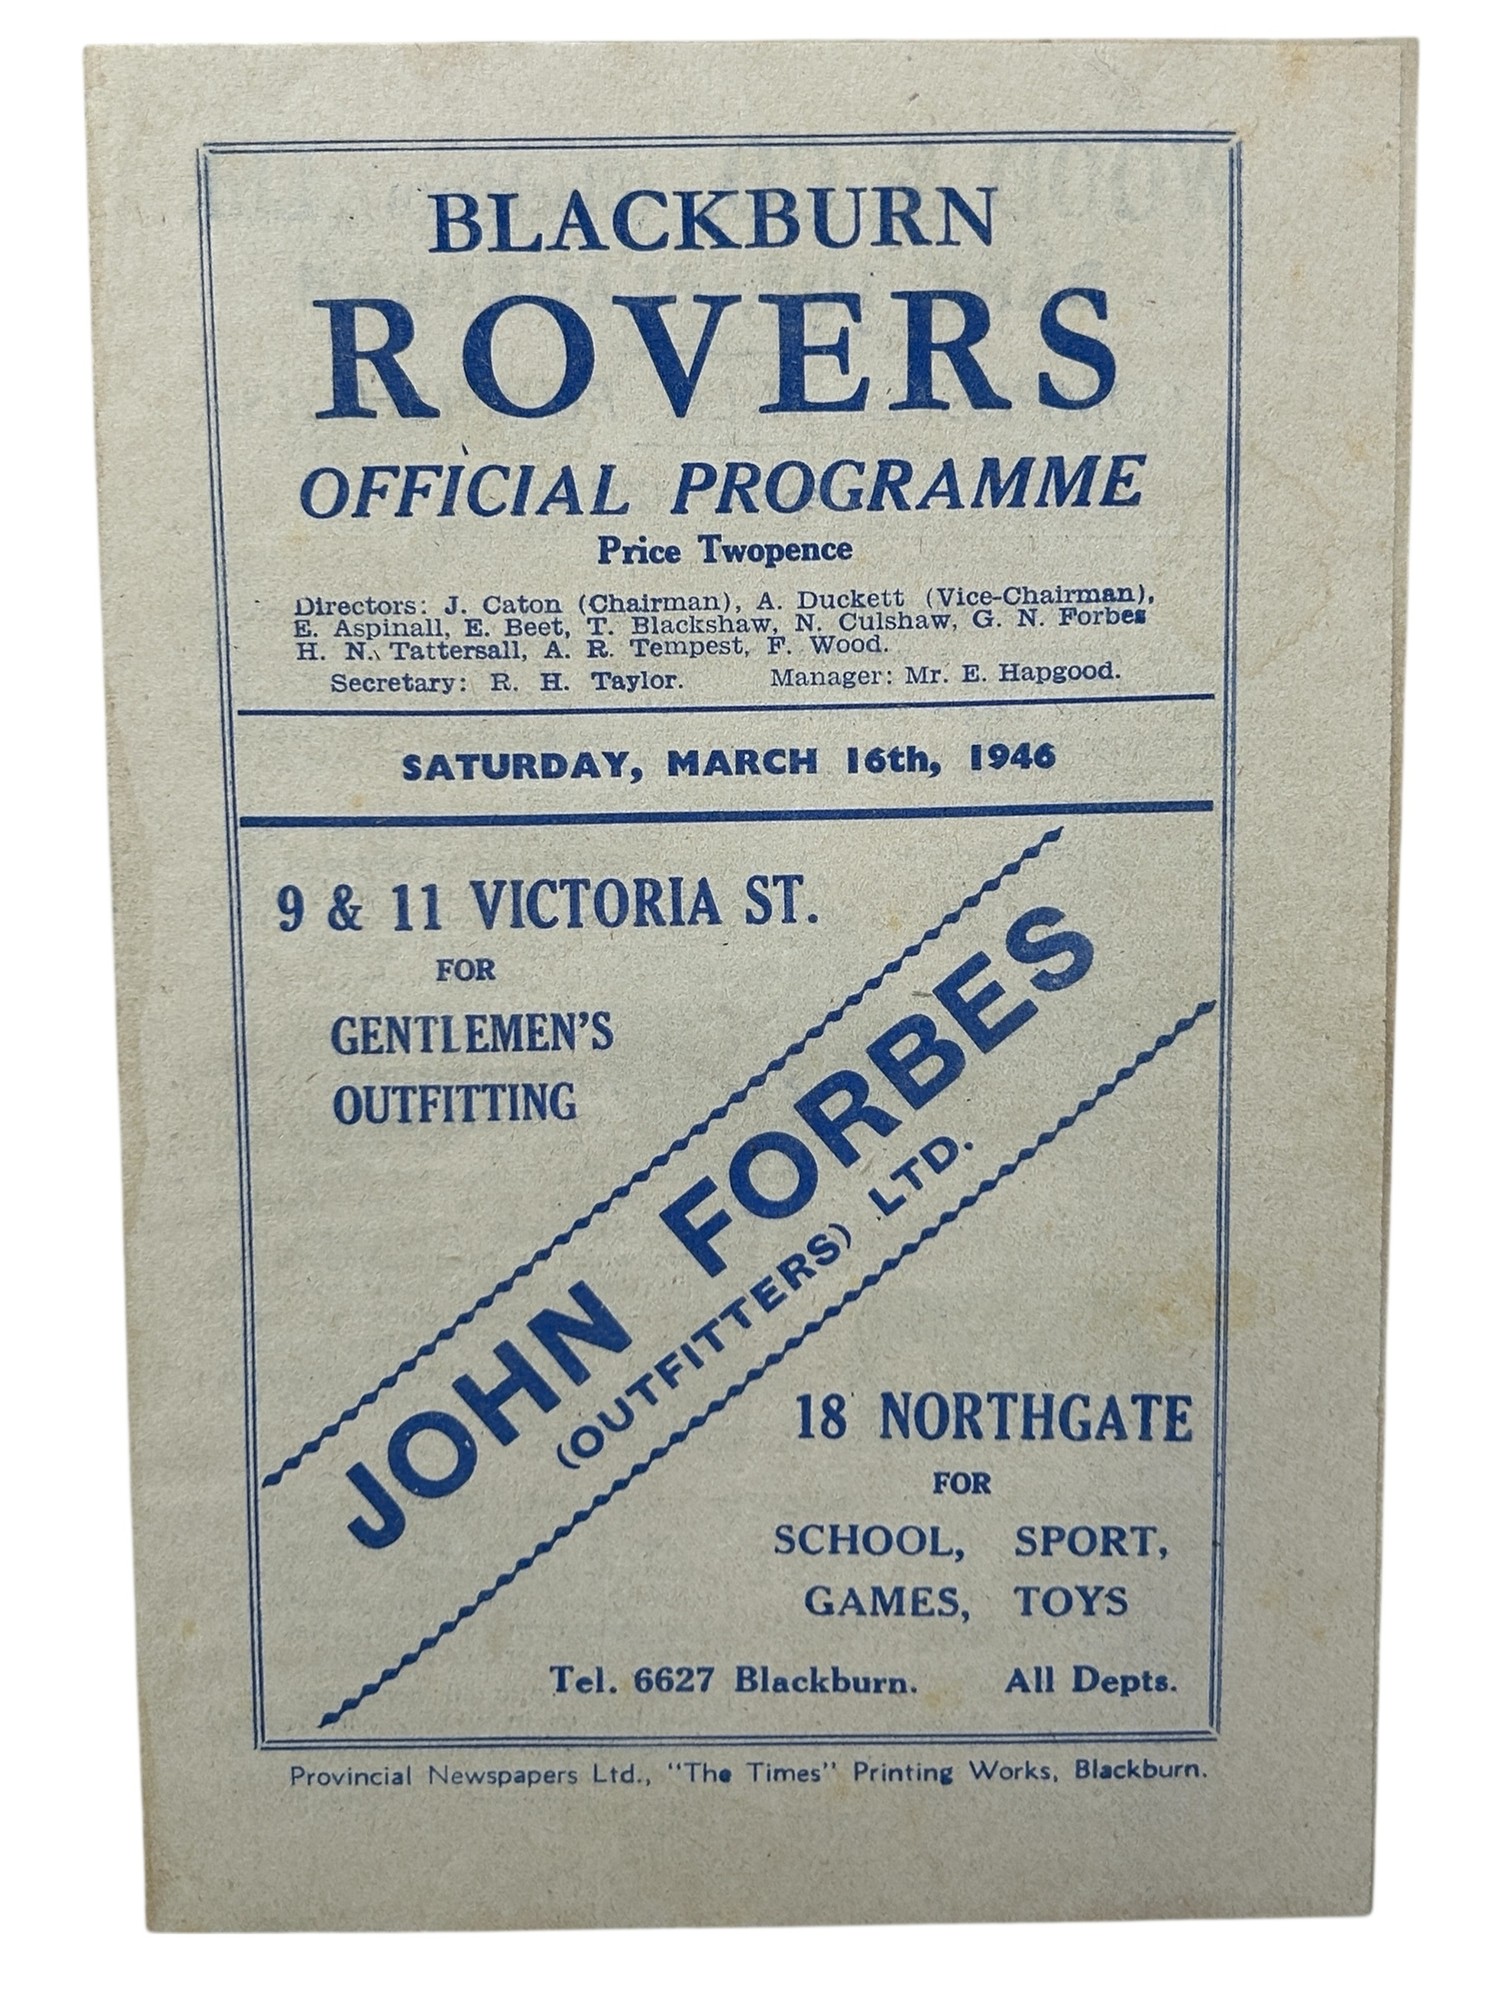 BLACKBURN
ROVERS
OFFICIAL PROGRAMME
Price Twopence
Directors: J. Caton (Chairman), A. Duckett (Vice-Chairman),
E. Aspinall, E. Beet, T. Blackshaw, N. Culshaw, G. N. Forbes
H. N. Tattersall, A. R. Tempest, F. Wood.
Secretary: R. H. Taylor. Manager: Mr. E. Hapgood.
SATURDAY, MARCH 16th, 1946
9 & 11 VICTORIA ST.
FOR
GENTLEMEN'S
OUTFITTING
JOHN FORBES
(OUTFITTERS) LTD.
18 NORTHGATE
FOR
SCHOOL, SPORT,
GAMES, TOYS
Tel. 6627 Blackburn. All Depts.
Provincial Newspapers Ltd., "The Times" Printing Works, Blackburn.